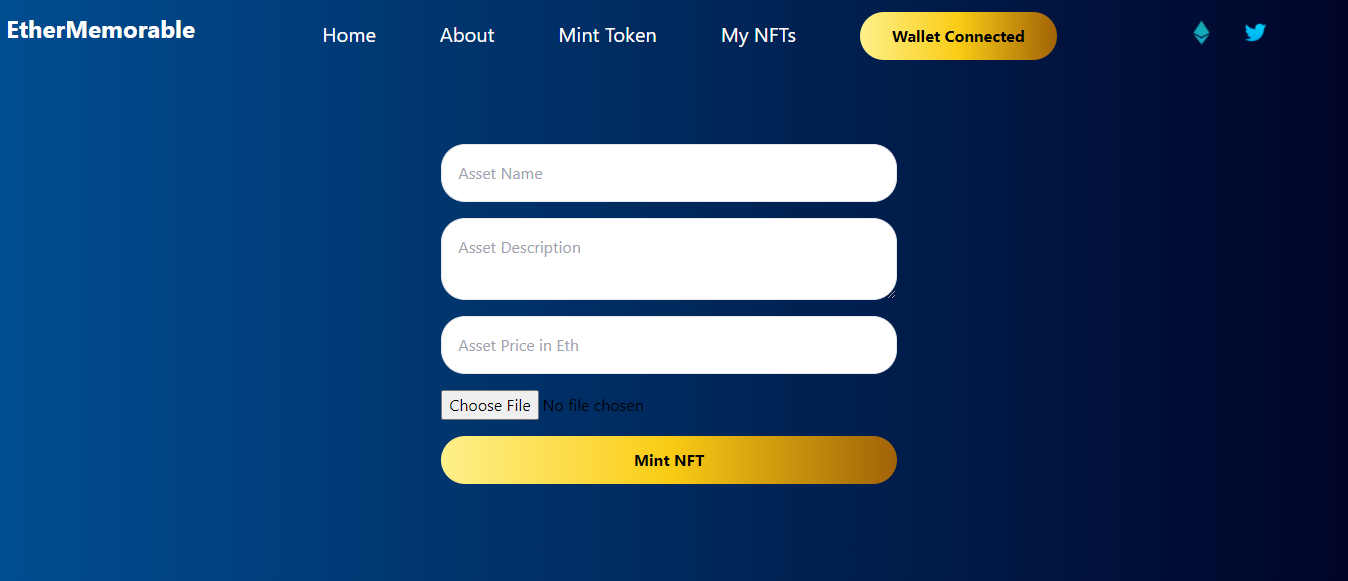 EtherMemorable
Home
About
Mint Token
My NFTs
Wallet Connected
Asset Name
Asset Description
Asset Price in Eth
Choose File No file chosen
Mint NFT